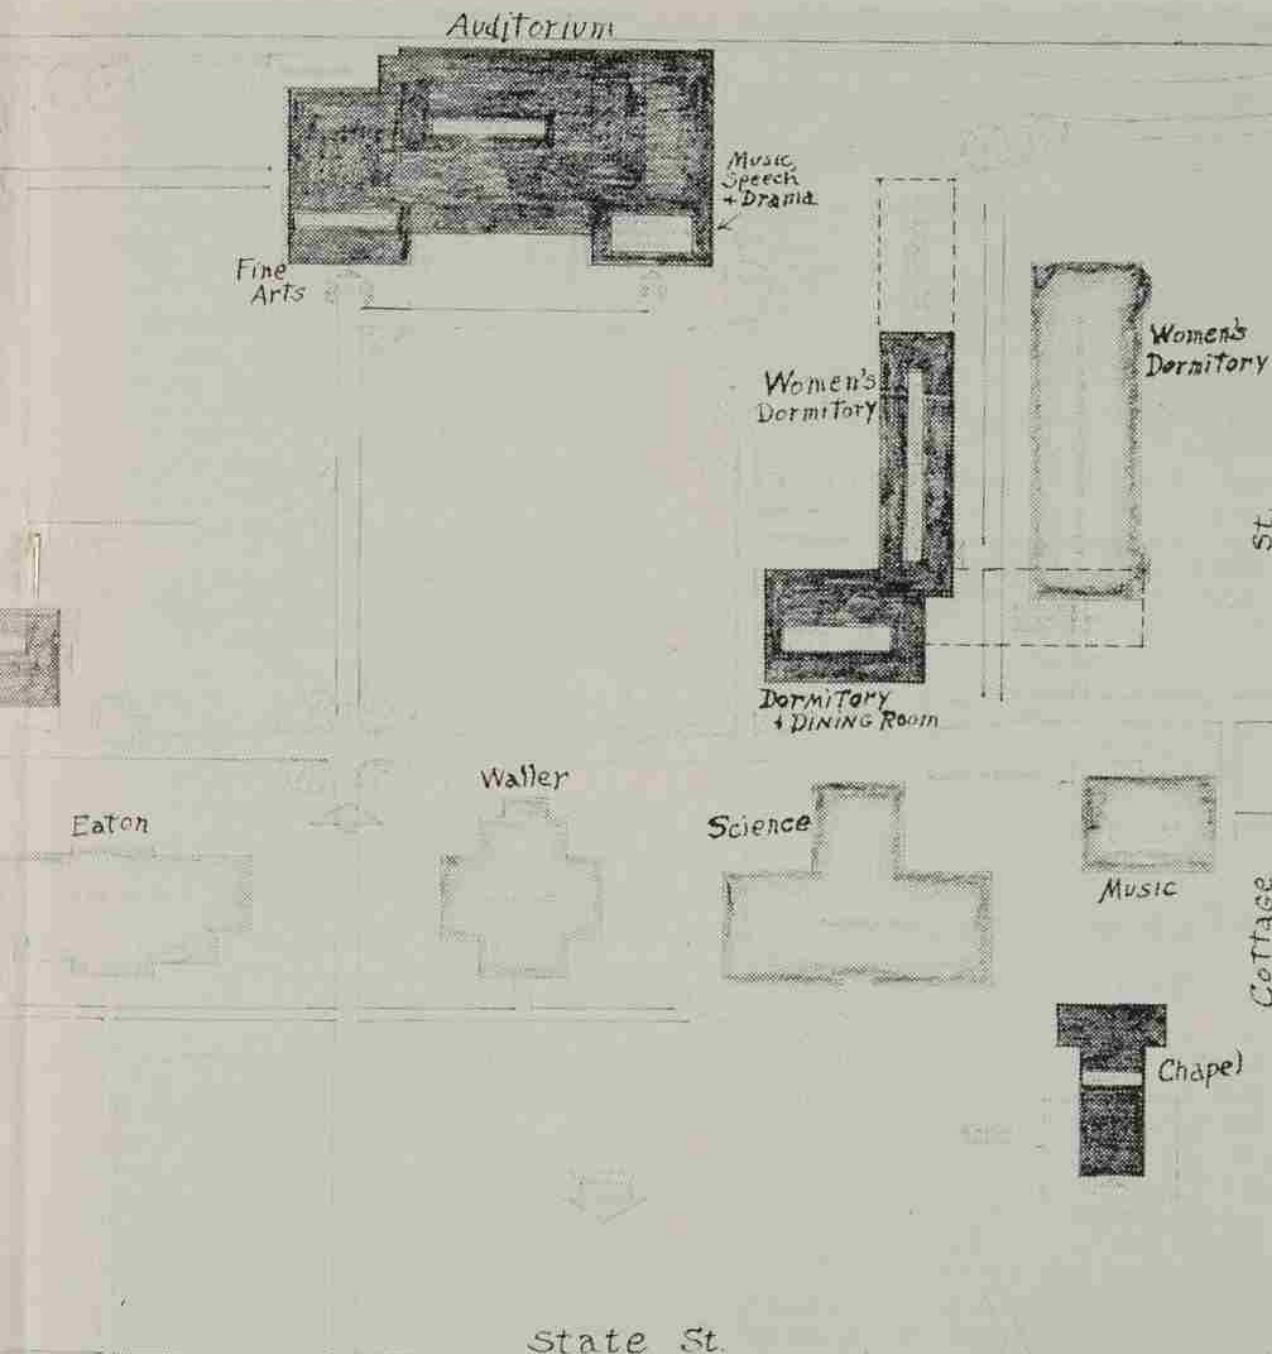 Auditorium
Music
Speech
+ Drama
Fine
Arts
Women's
Dormitory
Women's
Dormitory
St.
Dormitory
+ DINING Room
Waller
Eaton
Science
Music
Cottage
Chapel
State St.